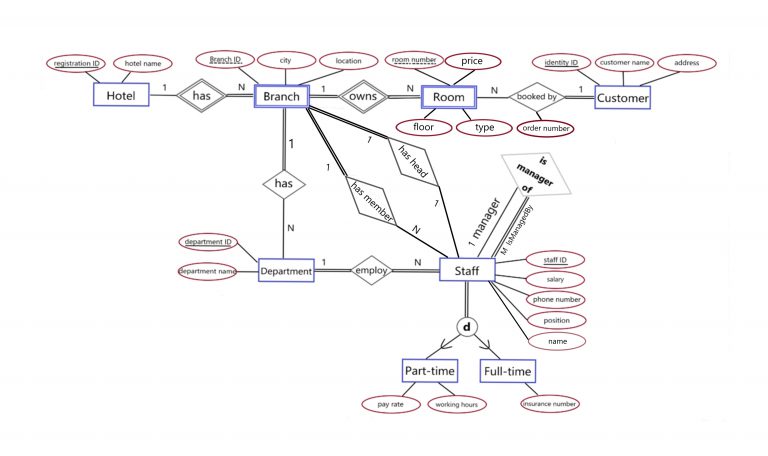 registration ID
hotel name
Branch ID
city
location
room number
price
identity ID
customer name
address
Hotel
1
has
N
Branch
1
owns
N
Room
N
booked by
1
Customer
floor
type
order number
1
1
has head
is
manager
of
1
has
1
has member
1
1 manager
M IsManagedBy
N
N
department ID
department name
Department
1
employ
N
Staff
staff ID
salary
phone number
position
name
d
Part-time
Full-time
pay rate
working hours
insurance number